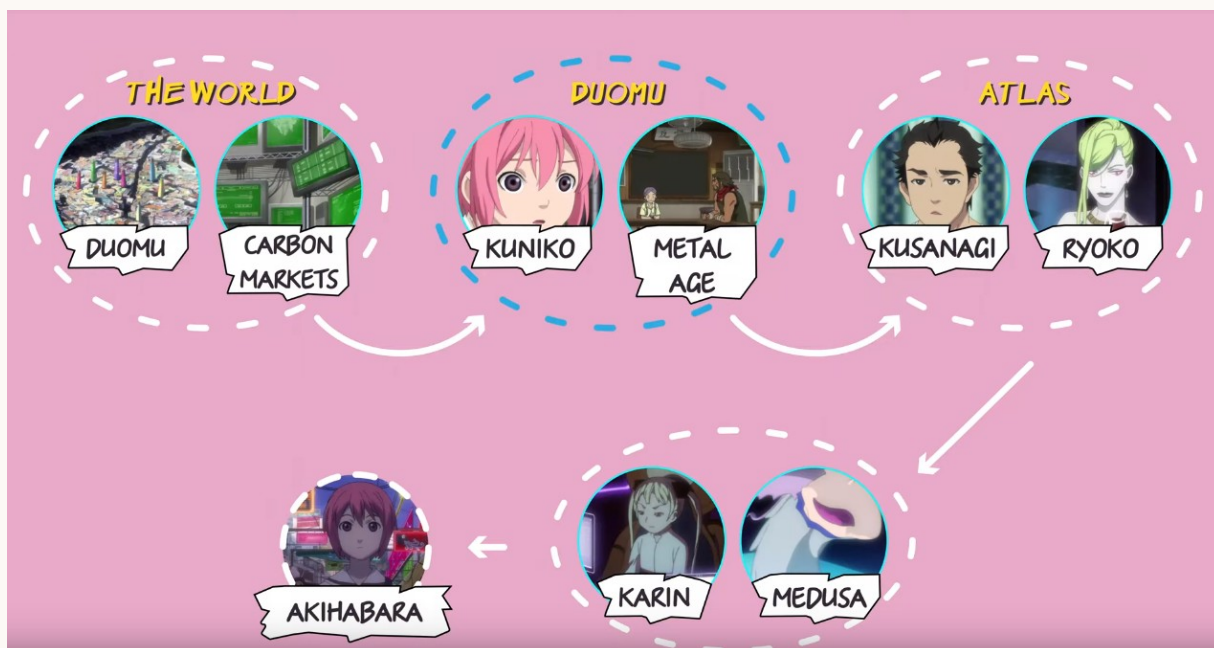 THE WORLD
DUOMU
CARBON
MARKETS
DUOMU
KUNIKO
METAL
AGE
ATLAS
KUSANAGI
RYOKO
AKIHABARA
KARIN
MEDUSA